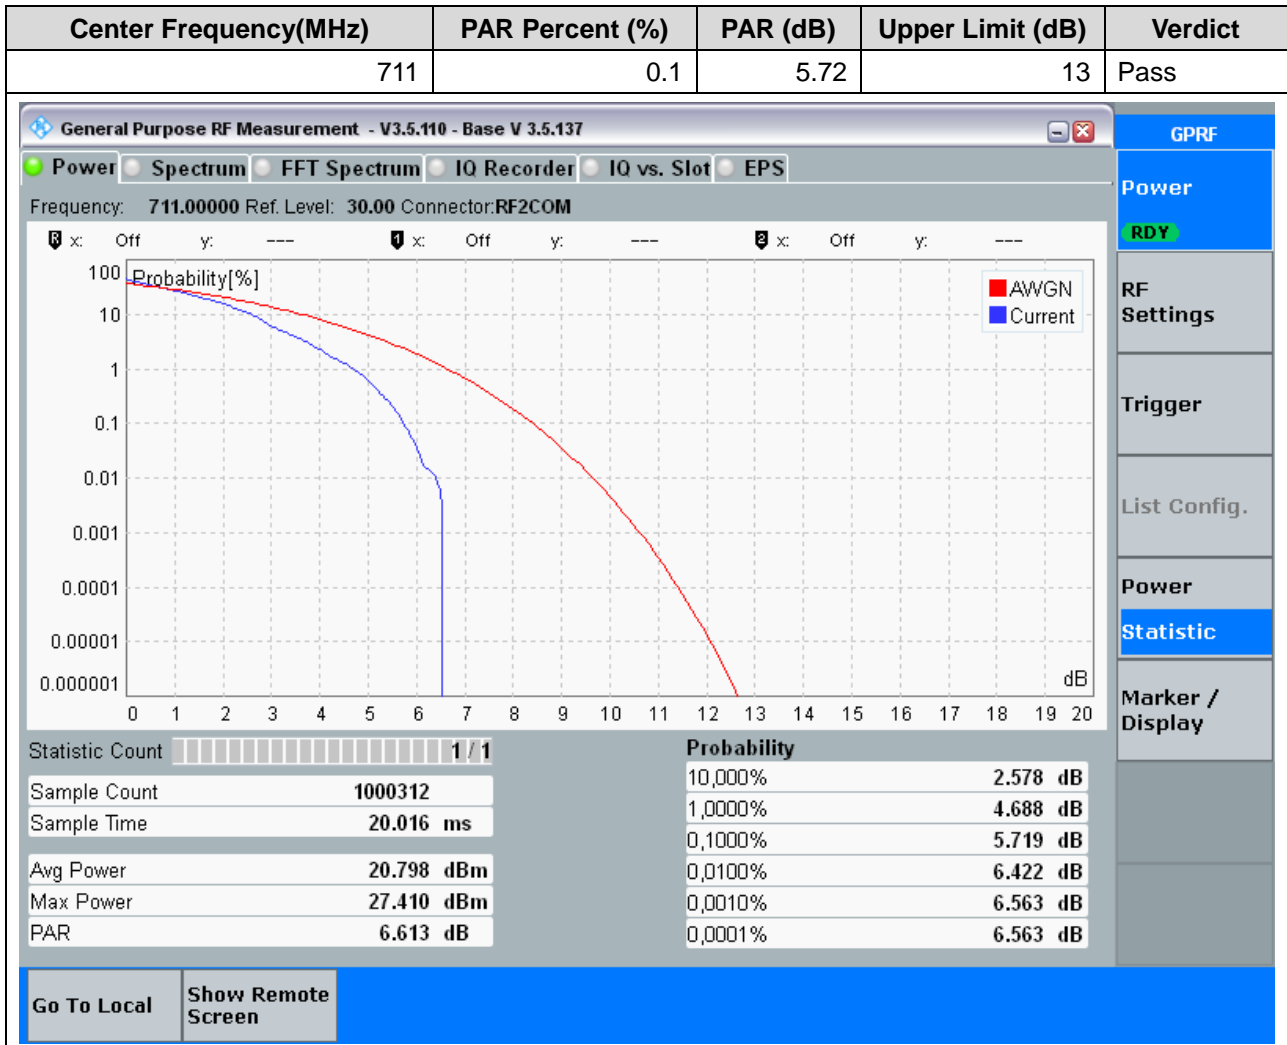 Center Frequency(MHz) PAR Percent (%) PAR (dB) Upper Limit (dB) Verdict
711 0.1 5.72 13 Pass
General Purpose RF Measurement - V3.5.110 - Base V 3.5.137
GPRF
Power Spectrum FFT Spectrum IQ Recorder IQ vs. Slot EPS
Frequency: 711.00000 Ref. Level: 30.00 Connector:RF2COM
R x: Off y: --- 1 x: Off y: --- 2 x: Off y: ---
Probability[%]
AWGN
Current
100
10
1
0.1
0.01
0.001
0.0001
0.00001
0.000001
dB
0 1 2 3 4 5 6 7 8 9 10 11 12 13 14 15 16 17 18 19 20
Statistic Count 1 / 1
Sample Count 1000312
Sample Time 20.016 ms
Avg Power 20.798 dBm
Max Power 27.410 dBm
PAR 6.613 dB
Probability
10,000% 2.578 dB
1,0000% 4.688 dB
0,1000% 5.719 dB
0,0100% 6.422 dB
0,0010% 6.563 dB
0,0001% 6.563 dB
Power
RDY
RF
Settings
Trigger
List Config.
Power
Statistic
Marker /
Display
Go To Local
Show Remote
Screen